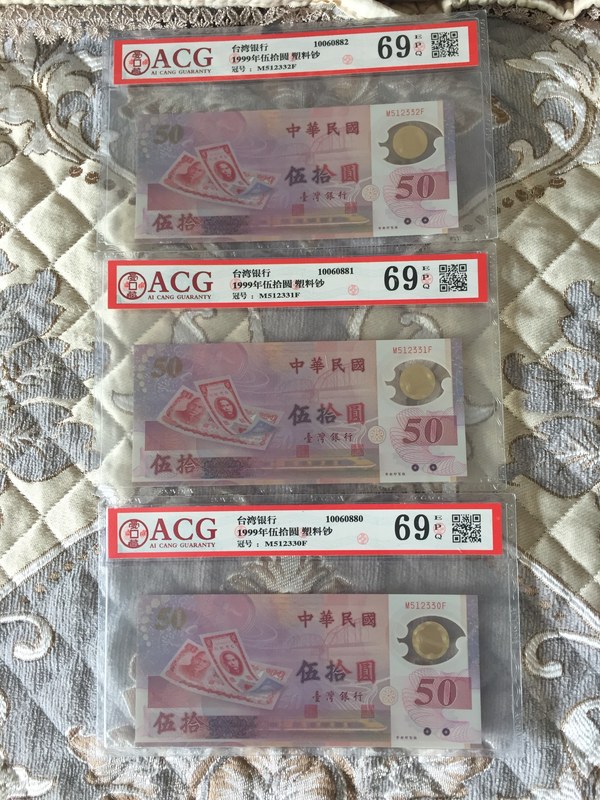 ACG
AI CANG GUARANTY
台湾银行 10060882
1999年伍拾圆 塑料钞
冠号：M512332F
69 EPQ
50
中華民國
M512332F
伍拾圓
臺灣銀行
50
伍拾
ACG
AI CANG GUARANTY
台湾银行 10060881
1999年伍拾圆 塑料钞
冠号：M512331F
69 EPQ
50
中華民國
M512331F
伍拾圓
臺灣銀行
50
伍拾
ACG
AI CANG GUARANTY
台湾银行 10060880
1999年伍拾圆 塑料钞
冠号：M512330F
69 EPQ
50
中華民國
M512330F
伍拾圓
臺灣銀行
50
伍拾